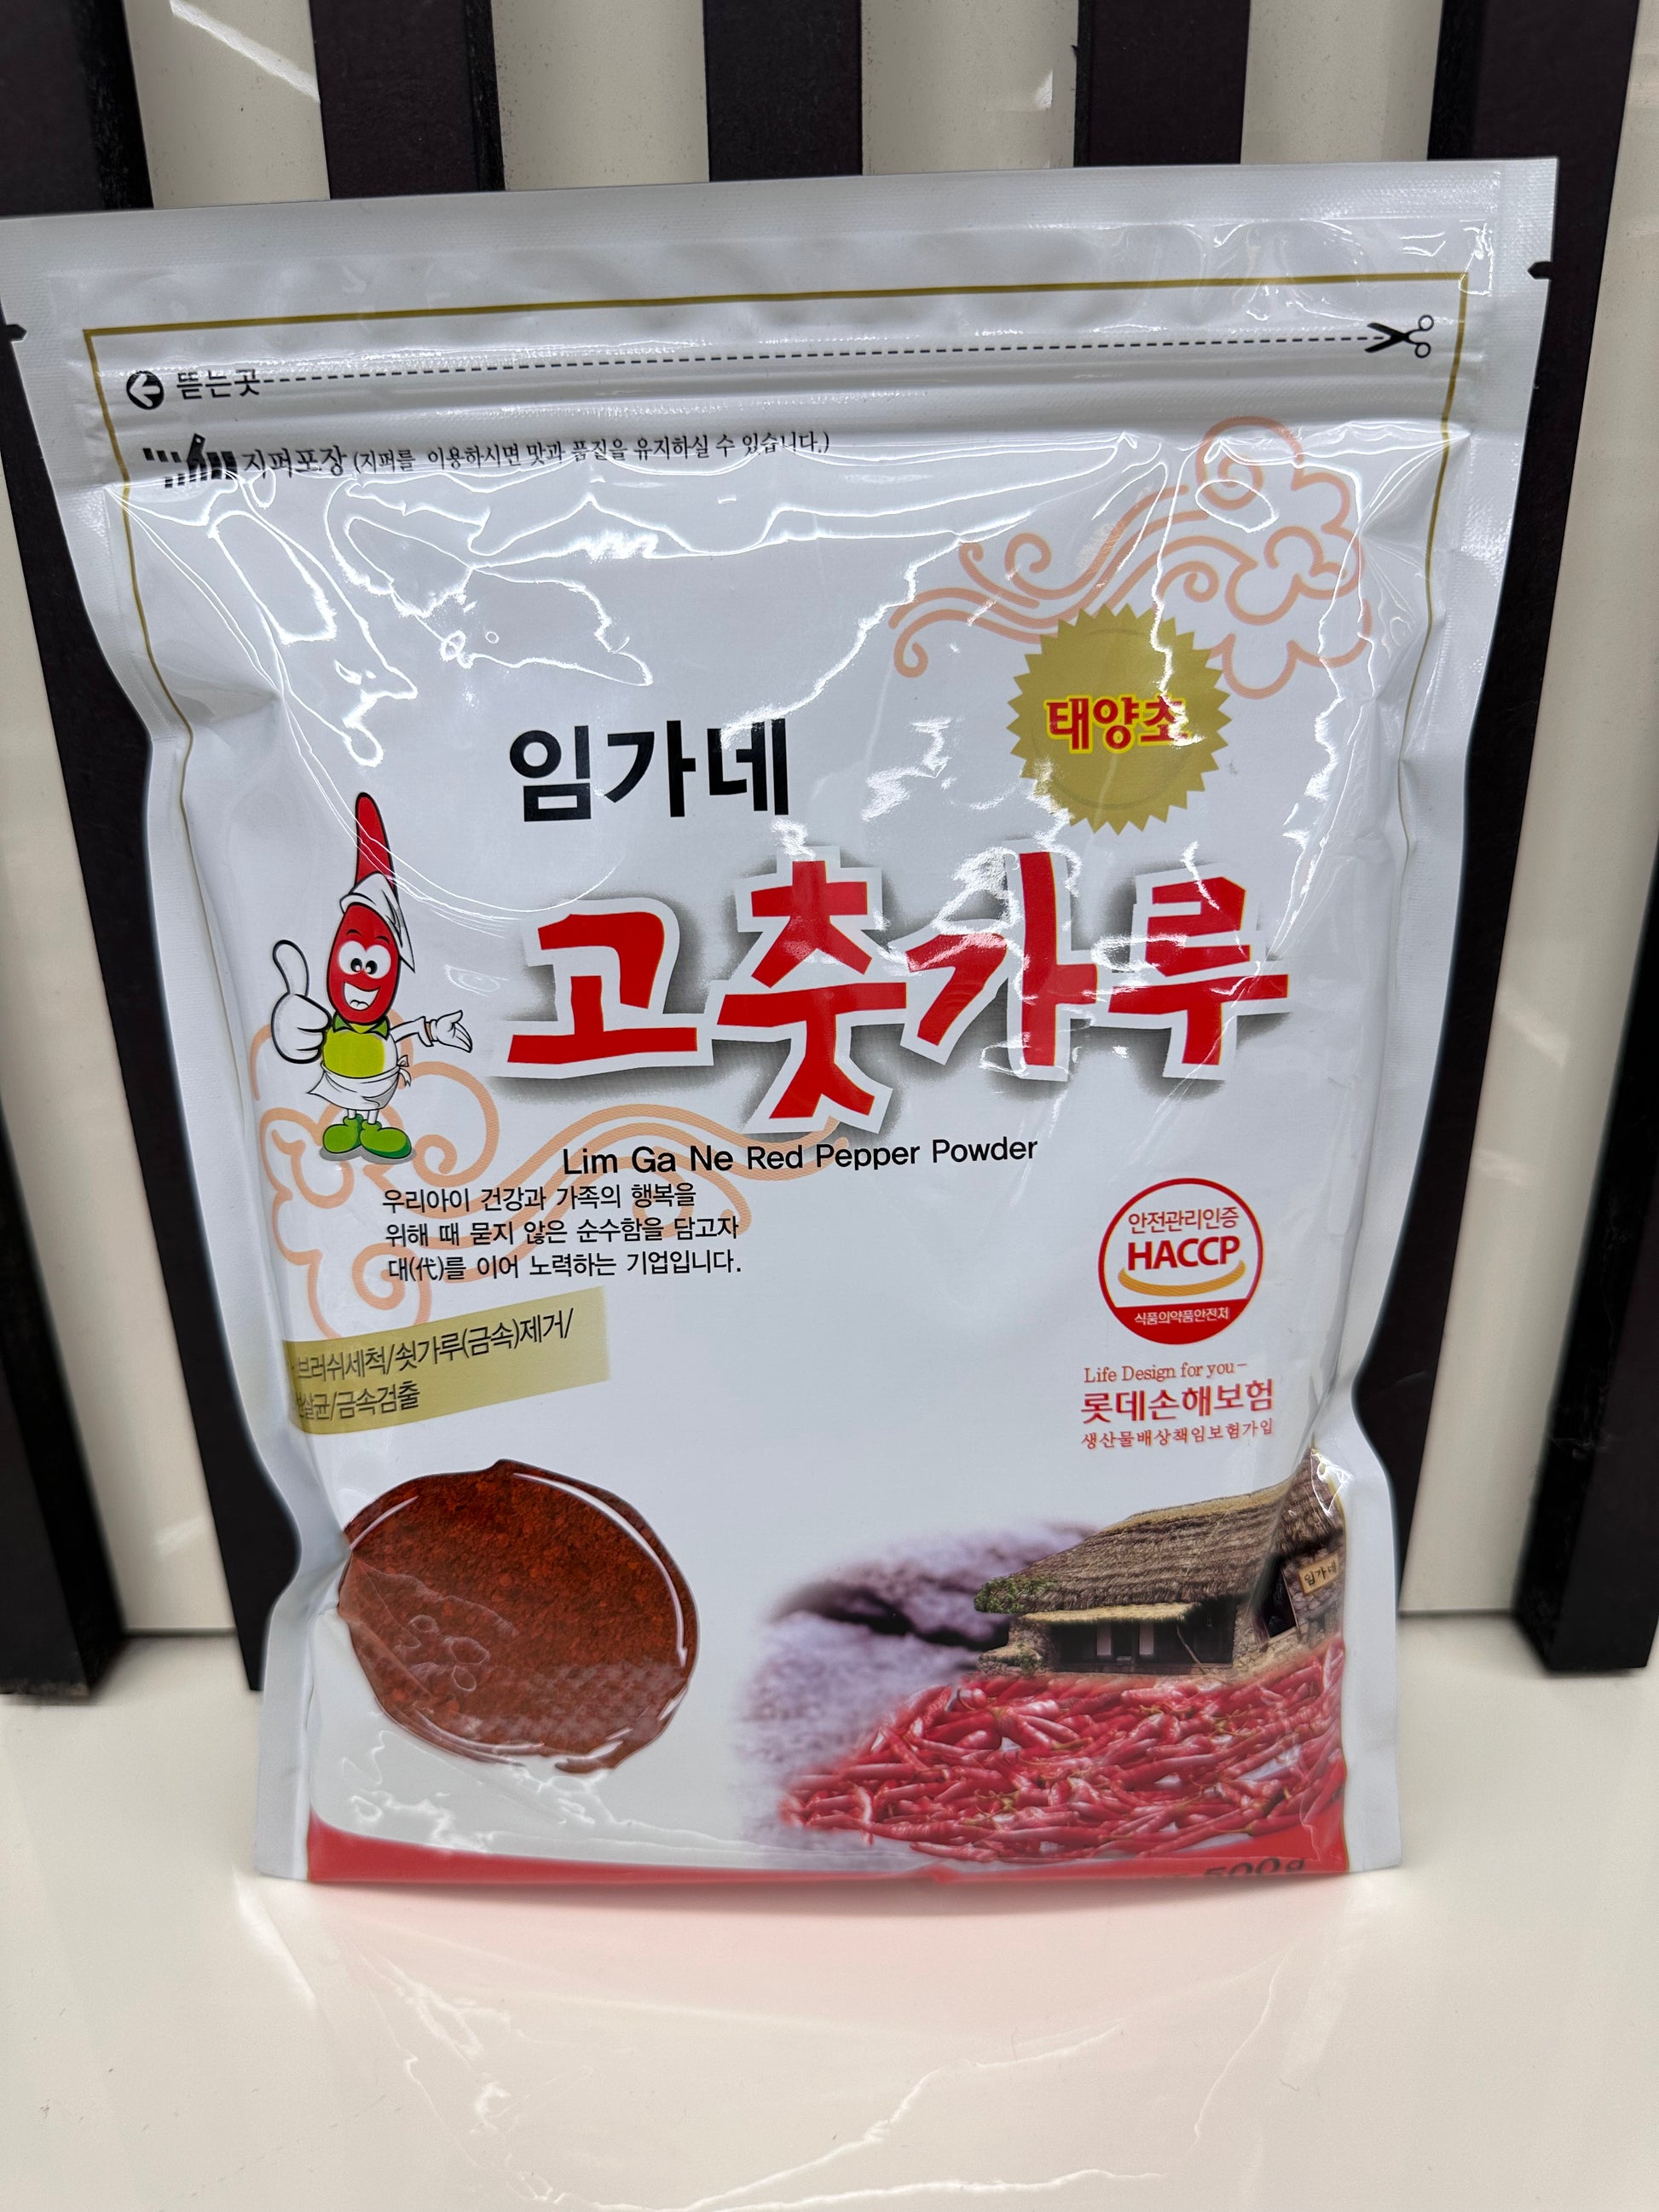 뜯는곳
지퍼포장 (지퍼를 이용하시면 맛과 품질을 유지하실 수 있습니다.)
태양초
임가네
고춧가루
Lim Ga Ne Red Pepper Powder
우리아이 건강과 가족의 행복을
위해 때 묻지 않은 순수함을 담고자
대(代)를 이어 노력하는 기업입니다.
안전관리인증
HACCP
식품의약품안전처
브러쉬세척/쇳가루(금속)제거/
살균/금속검출
Life Design for you-
롯데손해보험
생산물배상책임보험가입
임가네
500g